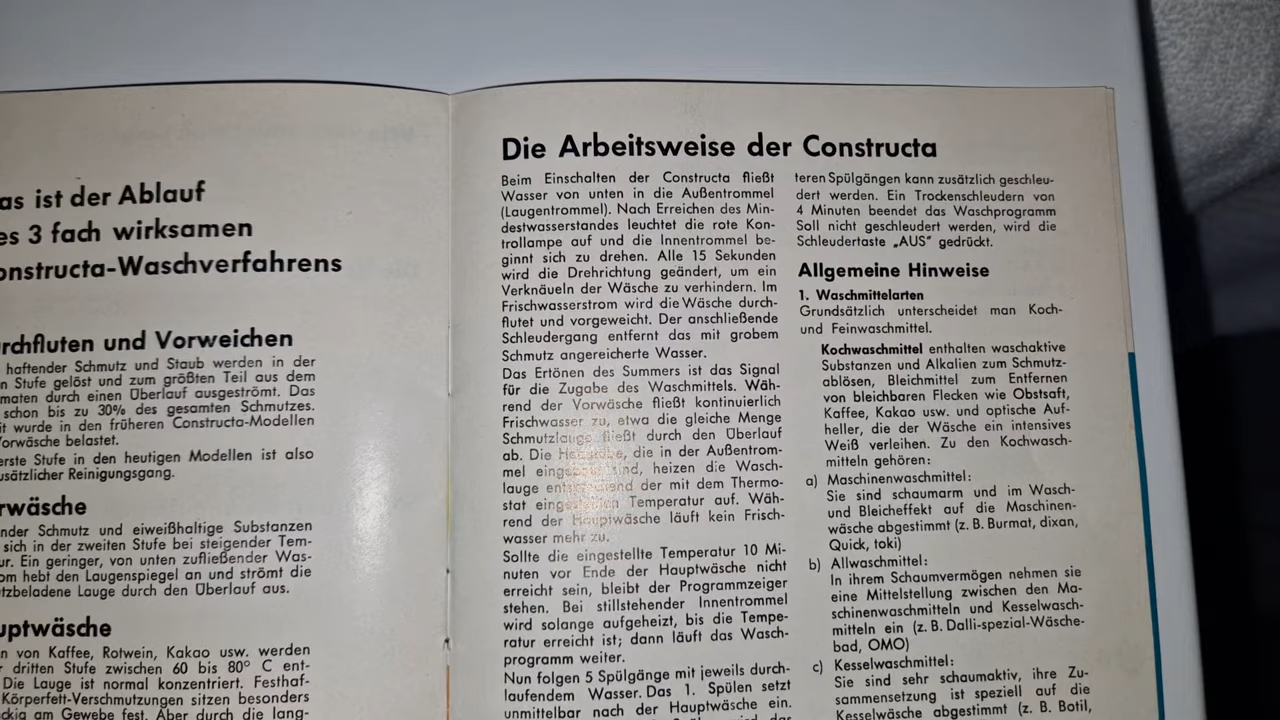 as ist der Ablauf
es 3 fach wirksamen
onstructa-Waschverfahrens
rchfluten und Vorweichen
haftender Schmutz und Staub werden in der
n Stufe gelöst und zum größten Teil aus dem
maten durch einen Überlauf ausgeströmt. Das
schon bis zu 30% des gesamten Schmutzes.
it wurde in den früheren Constructa-Modellen
orwäsche belastet.
erste Stufe in den heutigen Modellen ist also
usätzlicher Reinigungsgang.
rwäsche
nder Schmutz und eiweißhaltige Substanzen
sich in der zweiten Stufe bei steigender Tem-
ur. Ein geringer, von unten zufließender Was-
om hebt den Laugenspiegel an und strömt die
tzbeladene Lauge durch den Überlauf aus.
uptwäsche
n von Kaffee, Rotwein, Kakao usw. werden
r dritten Stufe zwischen 60 bis 80° C ent-
Die Lauge ist normal konzentriert. Festhaf-
Körperfett-Verschmutzungen sitzen besonders
ckig am Gewebe fest. Aber durch die lang-
Die Arbeitsweise der Constructa
Beim Einschalten der Constructa fließt
Wasser von unten in die Außentrommel
(Laugentrommel). Nach Erreichen des Min-
destwasserstandes leuchtet die rote Kon-
trollampe auf und die Innentrommel be-
ginnt sich zu drehen. Alle 15 Sekunden
wird die Drehrichtung geändert, um ein
Verknäueln der Wäsche zu verhindern. Im
Frischwasserstrom wird die Wäsche durch-
flutet und vorgeweicht. Der anschließende
Schleudergang entfernt das mit grobem
Schmutz angereicherte Wasser.
Das Ertönen des Summers ist das Signal
für die Zugabe des Waschmittels. Wäh-
rend der Vorwäsche fließt kontinuierlich
Frischwasser zu, etwa die gleiche Menge
Schmutzlauge fließt durch den Überlauf
ab. Die Heizstäbe, die in der Außentrom-
mel eingebaut sind, heizen die Wasch-
lauge entsprechend der mit dem Thermo-
stat eingestellten Temperatur auf. Wäh-
rend der Hauptwäsche läuft kein Frisch-
wasser mehr zu.
Sollte die eingestellte Temperatur 10 Mi-
nuten vor Ende der Hauptwäsche nicht
erreicht sein, bleibt der Programmzeiger
stehen. Bei stillstehender Innentrommel
wird solange aufgeheizt, bis die Tempe-
ratur erreicht ist; dann läuft das Wasch-
programm weiter.
Nun folgen 5 Spülgänge mit jeweils durch-
laufendem Wasser. Das 1. Spülen setzt
unmittelbar nach der Hauptwäsche ein.
teren Spülgängen kann zusätzlich geschleu-
dert werden. Ein Trockenschleudern von
4 Minuten beendet das Waschprogramm
Soll nicht geschleudert werden, wird die
Schleudertaste „AUS" gedrückt.
Allgemeine Hinweise
1. Waschmittelarten
Grundsätzlich unterscheidet man Koch-
und Feinwaschmittel.
Kochwaschmittel enthalten waschaktive
Substanzen und Alkalien zum Schmutz-
ablösen, Bleichmittel zum Entfernen
von bleichbaren Flecken wie Obstsaft,
Kaffee, Kakao usw. und optische Auf-
heller, die der Wäsche ein intensives
Weiß verleihen. Zu den Kochwasch-
mitteln gehören:
a) Maschinenwaschmittel:
Sie sind schaumarm und im Wasch-
und Bleicheffekt auf die Maschinen-
wäsche abgestimmt (z. B. Burmat, dixan,
Quick, toki)
b) Allwaschmittel:
In ihrem Schaumvermögen nehmen sie
eine Mittelstellung zwischen den Ma-
schinenwaschmitteln und Kesselwasch-
mitteln ein (z. B. Dalli-spezial-Wäsche-
bad, OMO)
c) Kesselwaschmittel:
Sie sind sehr schaumaktiv, ihre Zu-
sammensetzung ist speziell auf die
Kesselwäsche abgestimmt (z. B. Botil,